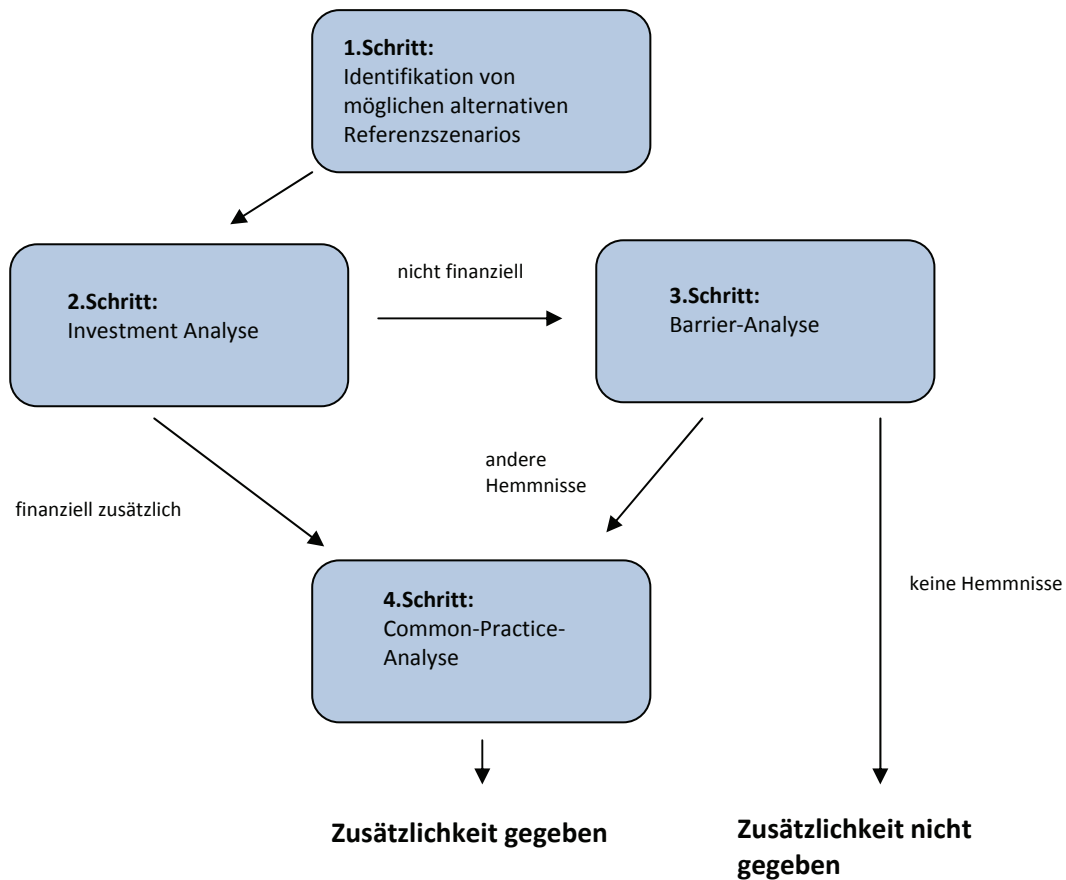 1.Schritt:
Identifikation von
möglichen alternativen
Referenzszenarios
2.Schritt:
Investment Analyse
nicht finanziell
3.Schritt:
Barrier-Analyse
finanziell zusätzlich
andere
Hemmnisse
keine Hemmnisse
4.Schritt:
Common-Practice-
Analyse
Zusätzlichkeit gegeben
Zusätzlichkeit nicht
gegeben